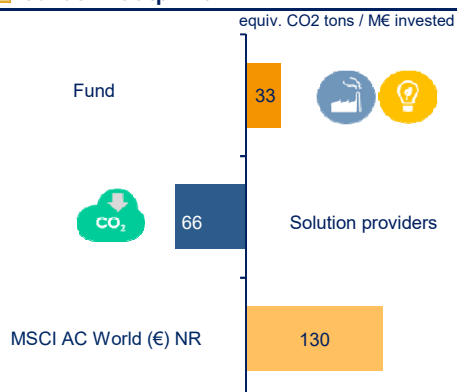 equiv. CO2 tons / M€ invested
Fund
33
CO2
66
Solution providers
MSCI AC World (€) NR
130